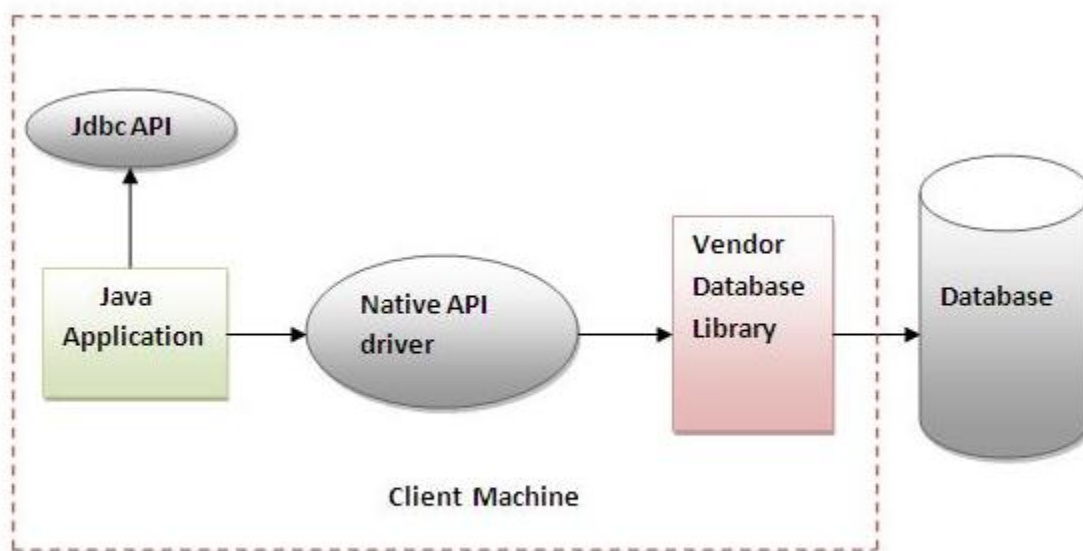 Jdbc API
Java
Application
Native API
driver
Vendor
Database
Library
Database
Client Machine